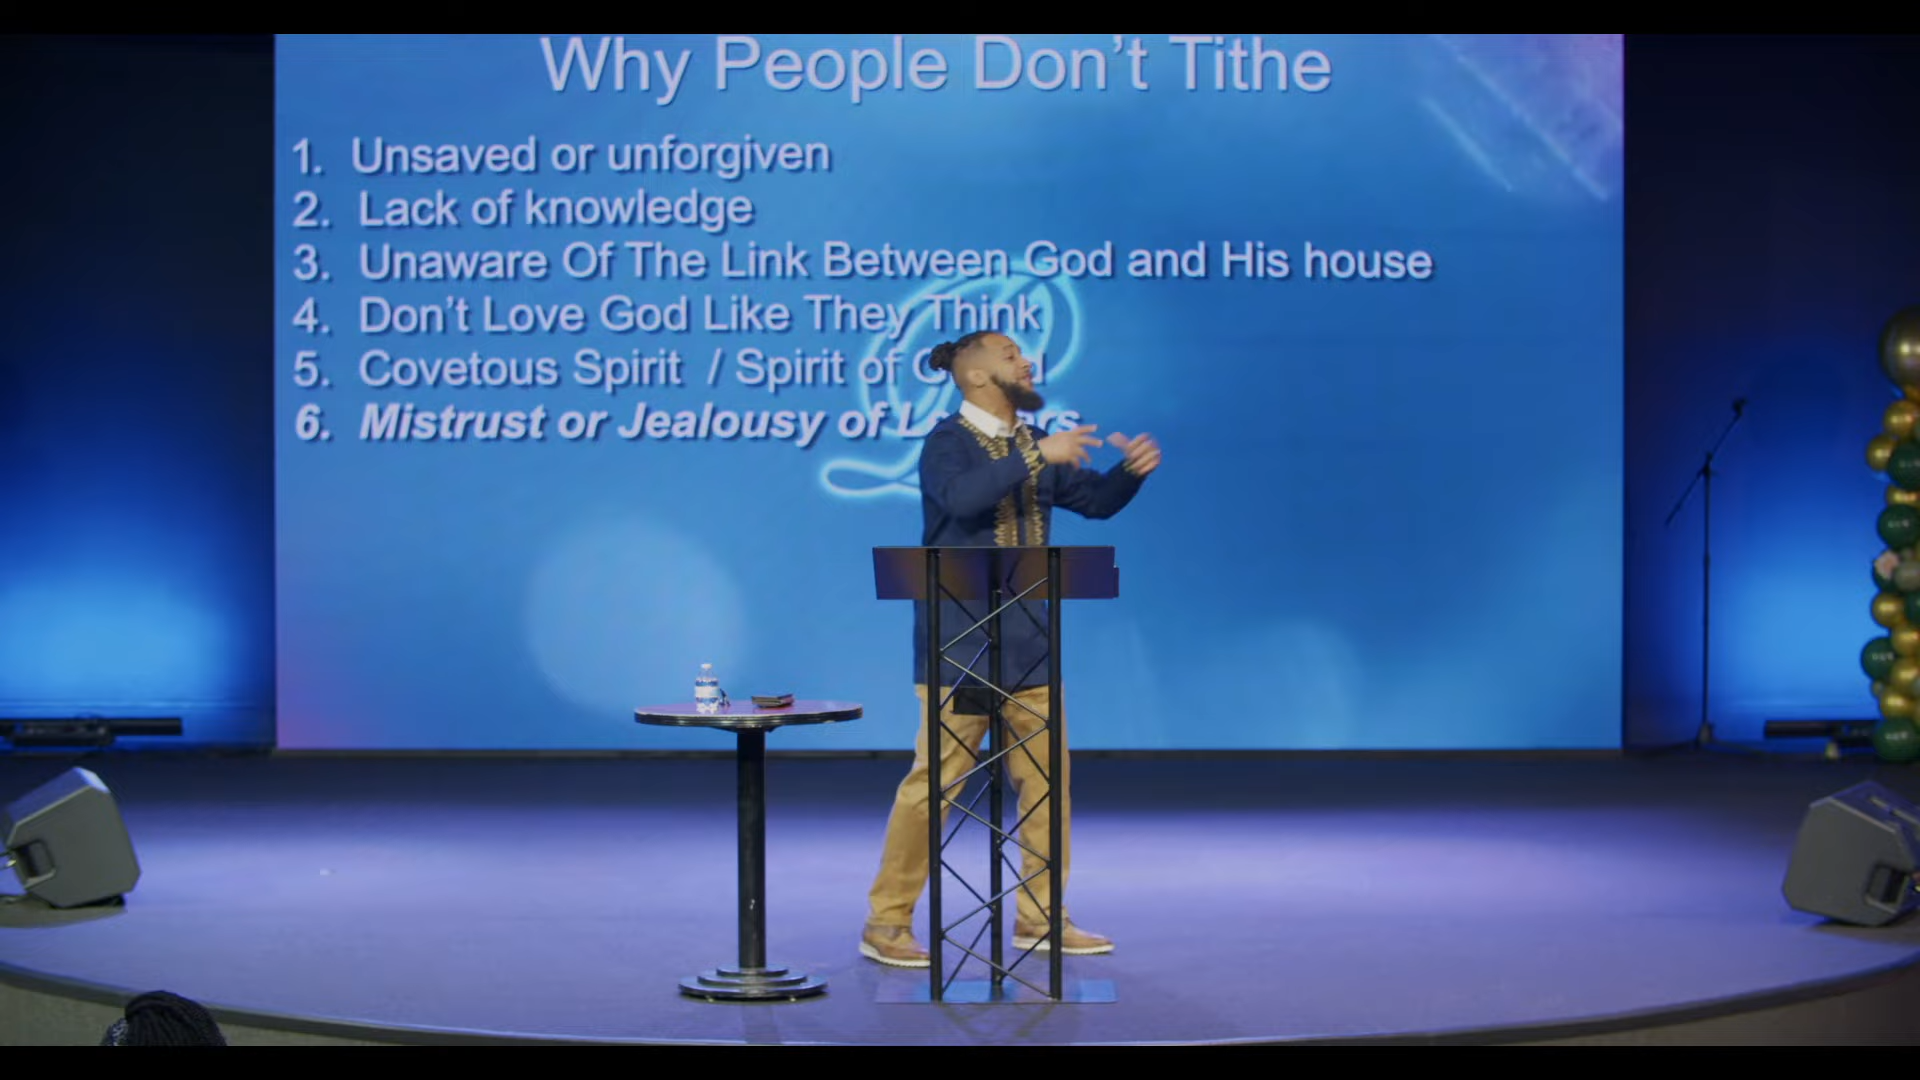 Why People Don't Tithe
1. Unsaved or unforgiven
2. Lack of knowledge
3. Unaware Of The Link Between God and His house
4. Don't Love God Like They Think
5. Covetous Spirit / Spirit of
6. Mistrust or Jealousy of